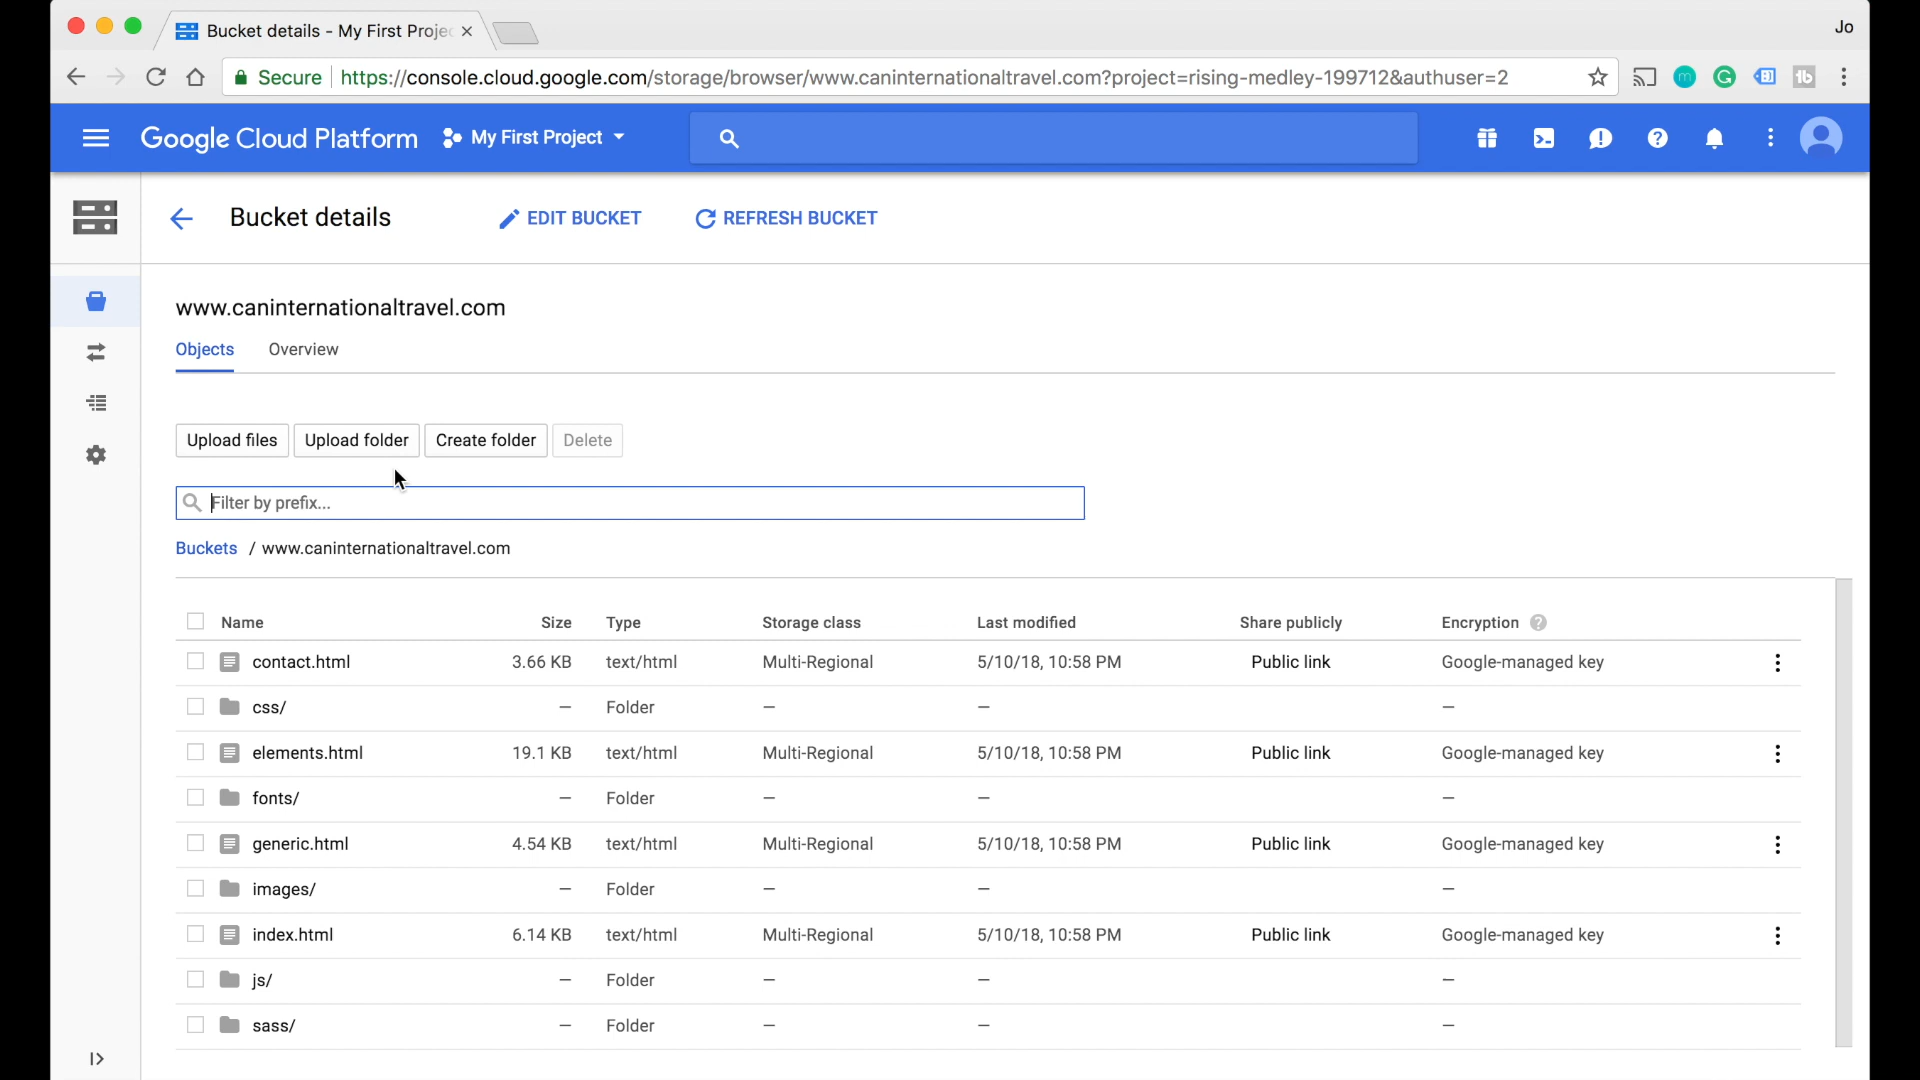 Bucket details - My First Projec
Jo
Secure https://console.cloud.google.com/storage/browser/www.caninternationaltravel.com?project=rising-medley-199712&authuser=2
Google Cloud Platform My First Project
Bucket details EDIT BUCKET REFRESH BUCKET
www.caninternationaltravel.com
Objects Overview
Upload files Upload folder Create folder Delete
Filter by prefix...
Buckets / www.caninternationaltravel.com
Name Size Type Storage class Last modified Share publicly Encryption ?
contact.html 3.66 KB text/html Multi-Regional 5/10/18, 10:58 PM Public link Google-managed key
css/ — Folder — — —
elements.html 19.1 KB text/html Multi-Regional 5/10/18, 10:58 PM Public link Google-managed key
fonts/ — Folder — — —
generic.html 4.54 KB text/html Multi-Regional 5/10/18, 10:58 PM Public link Google-managed key
images/ — Folder — — —
index.html 6.14 KB text/html Multi-Regional 5/10/18, 10:58 PM Public link Google-managed key
js/ — Folder — — —
sass/ — Folder — — —